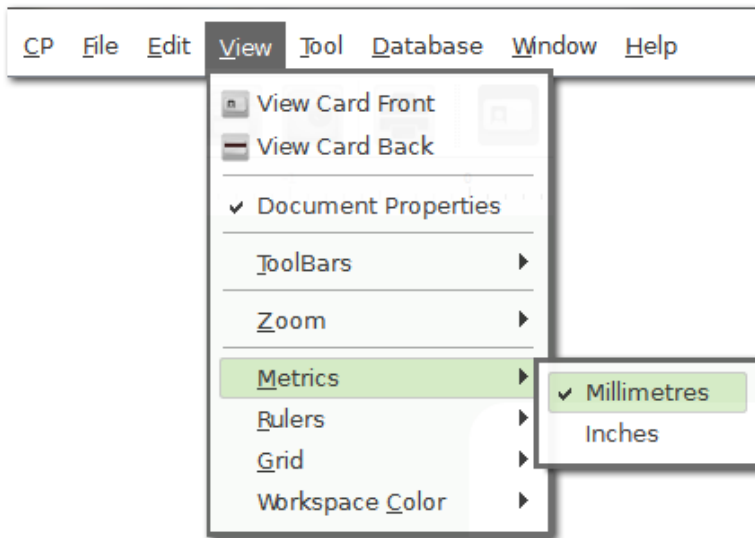 CP File Edit View Tool Database Window Help
View Card Front
View Card Back
Document Properties
ToolBars
Zoom
Metrics
Millimetres
Rulers
Inches
Grid
Workspace Color